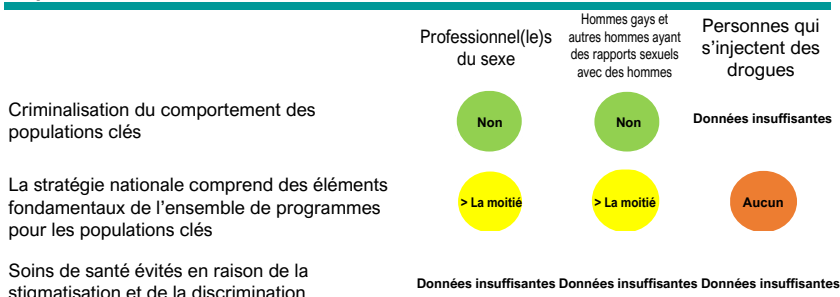 Professionnel(le)s
du sexe
Hommes gays et
autres hommes ayant
des rapports sexuels
avec des hommes
Personnes qui
s'injectent des
drogues
Criminalisation du comportement des
populations clés
Non
Non
Données insuffisantes
La stratégie nationale comprend des éléments
fondamentaux de l'ensemble de programmes
pour les populations clés
> La moitié
> La moitié
Aucun
Soins de santé évités en raison de la
stigmatisation et de la discrimination
Données insuffisantes Données insuffisantes Données insuffisantes